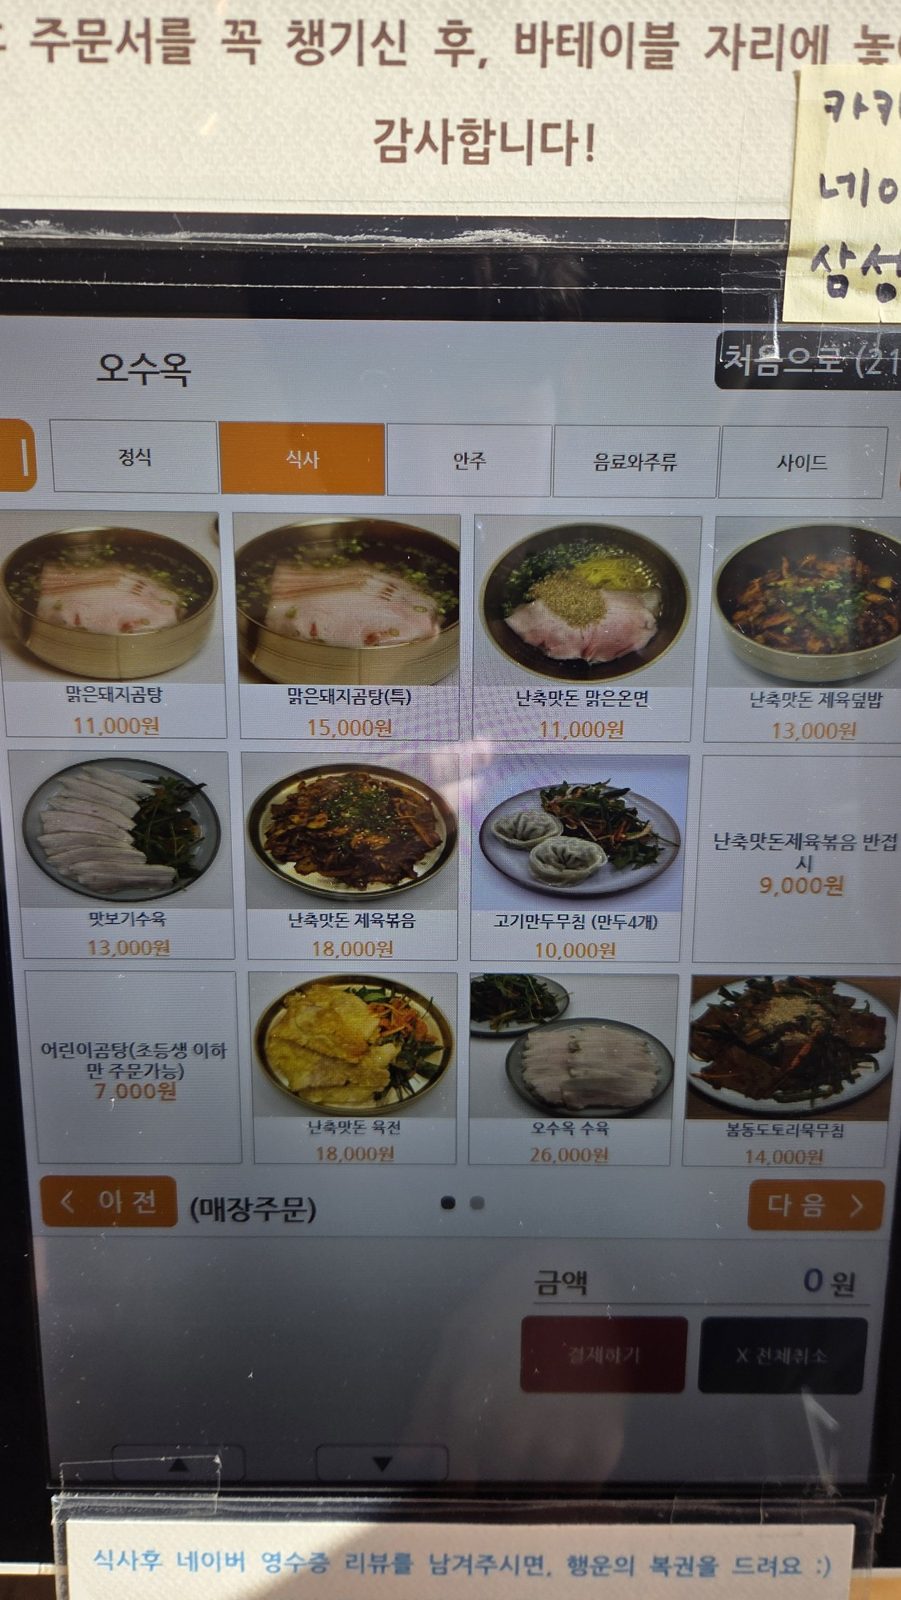 주문서를 꼭 챙기신 후, 바테이블 자리에
감사합니다!
오수옥
처음으로 (21
정식
식사
안주
음료와주류
사이드
맑은돼지곰탕
11,000원
맑은돼지곰탕(특)
15,000원
난축맛돈 맑은온면
11,000원
난축맛돈 제육덮밥
13,000원
맛보기수육
13,000원
난축맛돈 제육볶음
18,000원
고기만두무침 (만두4개)
10,000원
난축맛돈제육볶음 반접
시
9,000원
어린이곰탕(초등생 이하
만 주문가능)
7,000원
난축맛돈 육전
18,000원
오수옥 수육
26,000원
봄동도토리묵무침
14,000원
< 이 전
(매장주문)
다 음 >
금액
0 원
결제하기
X 전체취소
식사후 네이버 영수증 리뷰를 남겨주시면, 행운의 복권을 드려요 :)